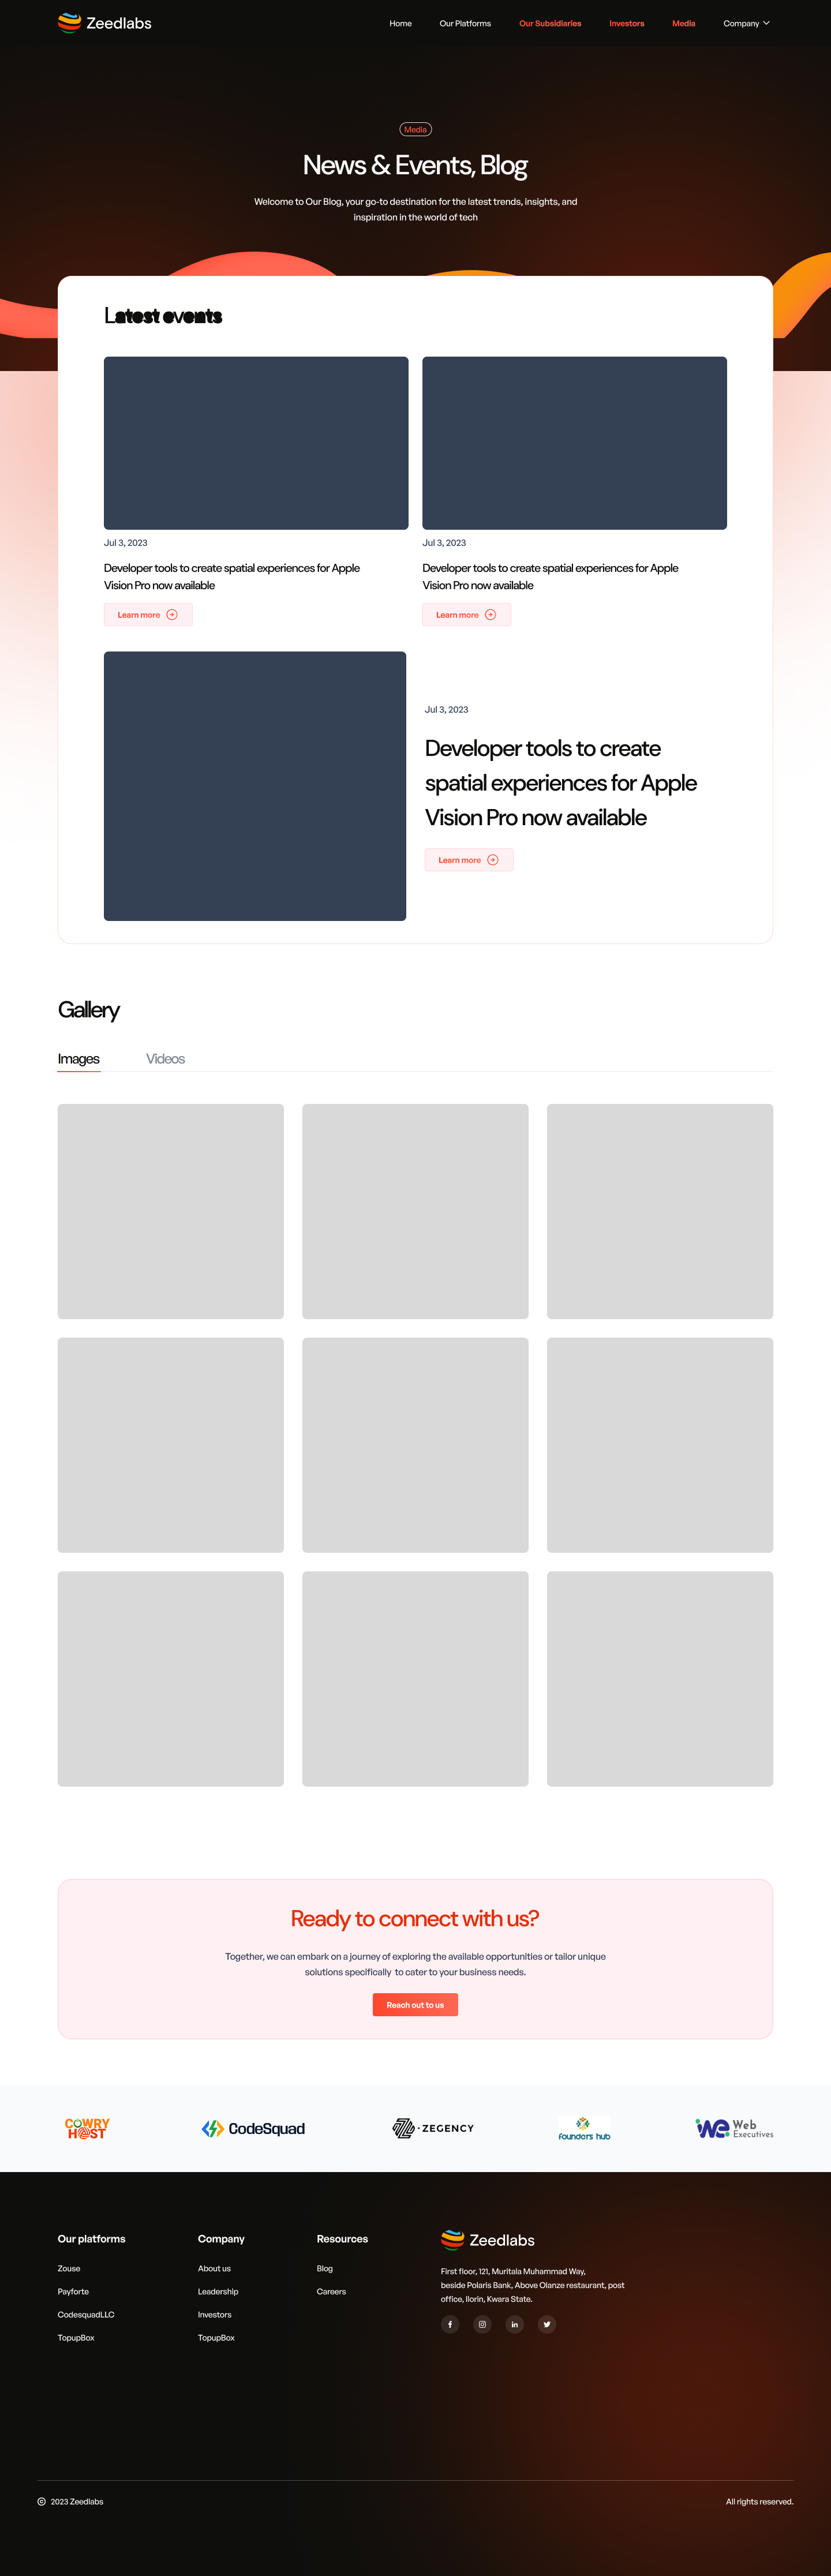 Zeedlabs
Home
Our Platforms
Our Subsidiaries
Investors
Media
Company
Media
News & Events, Blog
Welcome to Our Blog, your go-to destination for the latest trends, insights, and
inspiration in the world of tech
Latest events
Jul 3, 2023
Developer tools to create spatial experiences for Apple
Vision Pro now available
Learn more
Jul 3, 2023
Developer tools to create spatial experiences for Apple
Vision Pro now available
Learn more
Jul 3, 2023
Developer tools to create
spatial experiences for Apple
Vision Pro now available
Learn more
Gallery
Images
Videos
Ready to connect with us?
Together, we can embark on a journey of exploring the available opportunities or tailor unique
solutions specifically to cater to your business needs.
Reach out to us
COWRY
H@ST
CodeSquad
ZEGENCY
founders hub
we Web
Executives
Our platforms
Zouse
Payforte
CodesquadLLC
TopupBox
Company
About us
Leadership
Investors
TopupBox
Resources
Blog
Careers
Zeedlabs
First floor, 121, Muritala Muhammad Way,
beside Polaris Bank, Above Olanze restaurant, post
office, Ilorin, Kwara State.
© 2023 Zeedlabs
All rights reserved.